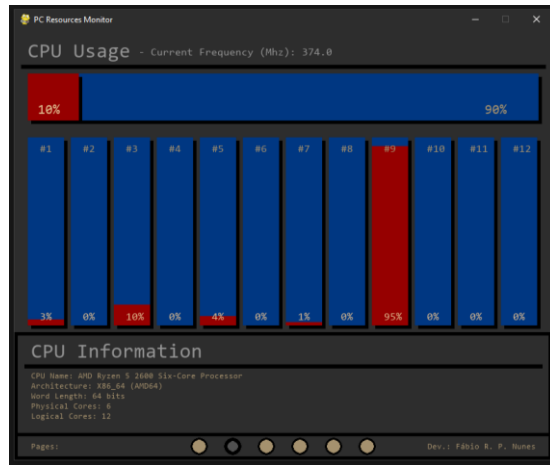 PC Resources Monitor
CPU Usage - Current Frequency (Mhz): 374.0
10% 90%
#1 #2 #3 #4 #5 #6 #7 #8 #9 #10 #11 #12
3% 0% 10% 0% 4% 0% 1% 0% 95% 0% 0% 0%
CPU Information
CPU Name: AMD Ryzen 5 2600 Six-Core Processor
Architecture: X86_64 (AMD64)
Word Length: 64 bits
Physical Cores: 6
Logical Cores: 12
Pages: Dev.: Fábio R. P. Nunes